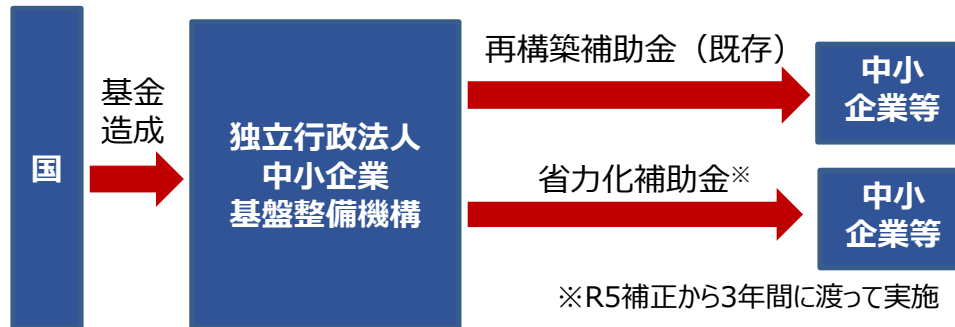 国
基金
造成
独立行政法人
中小企業
基盤整備機構
再構築補助金（既存）
中小
企業等
省力化補助金※
中小
企業等
※R5補正から3年間に渡って実施